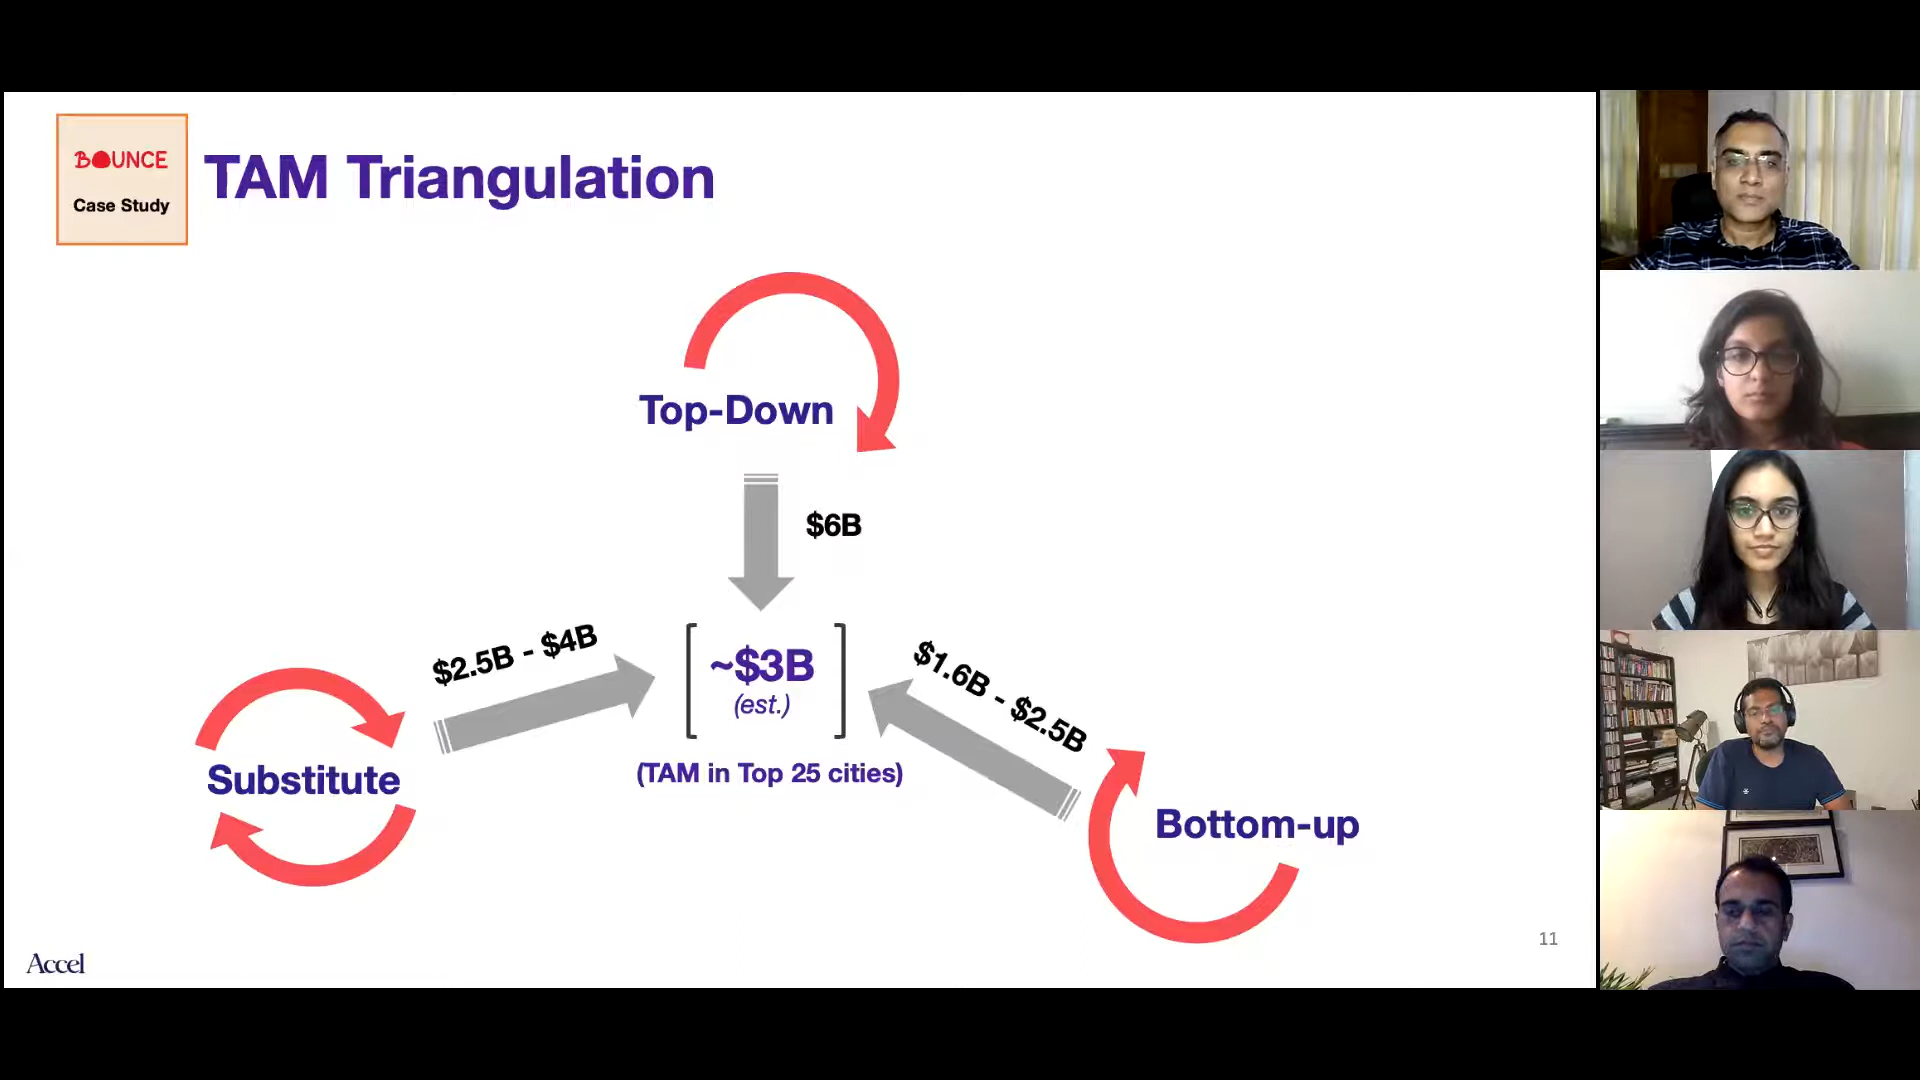 BOUNCE
Case Study
TAM Triangulation
Top-Down
$6B
$2.5B - $4B
~$3B
(est.)
$1.6B - $2.5B
(TAM in Top 25 cities)
Substitute
Bottom-up
11
Accel